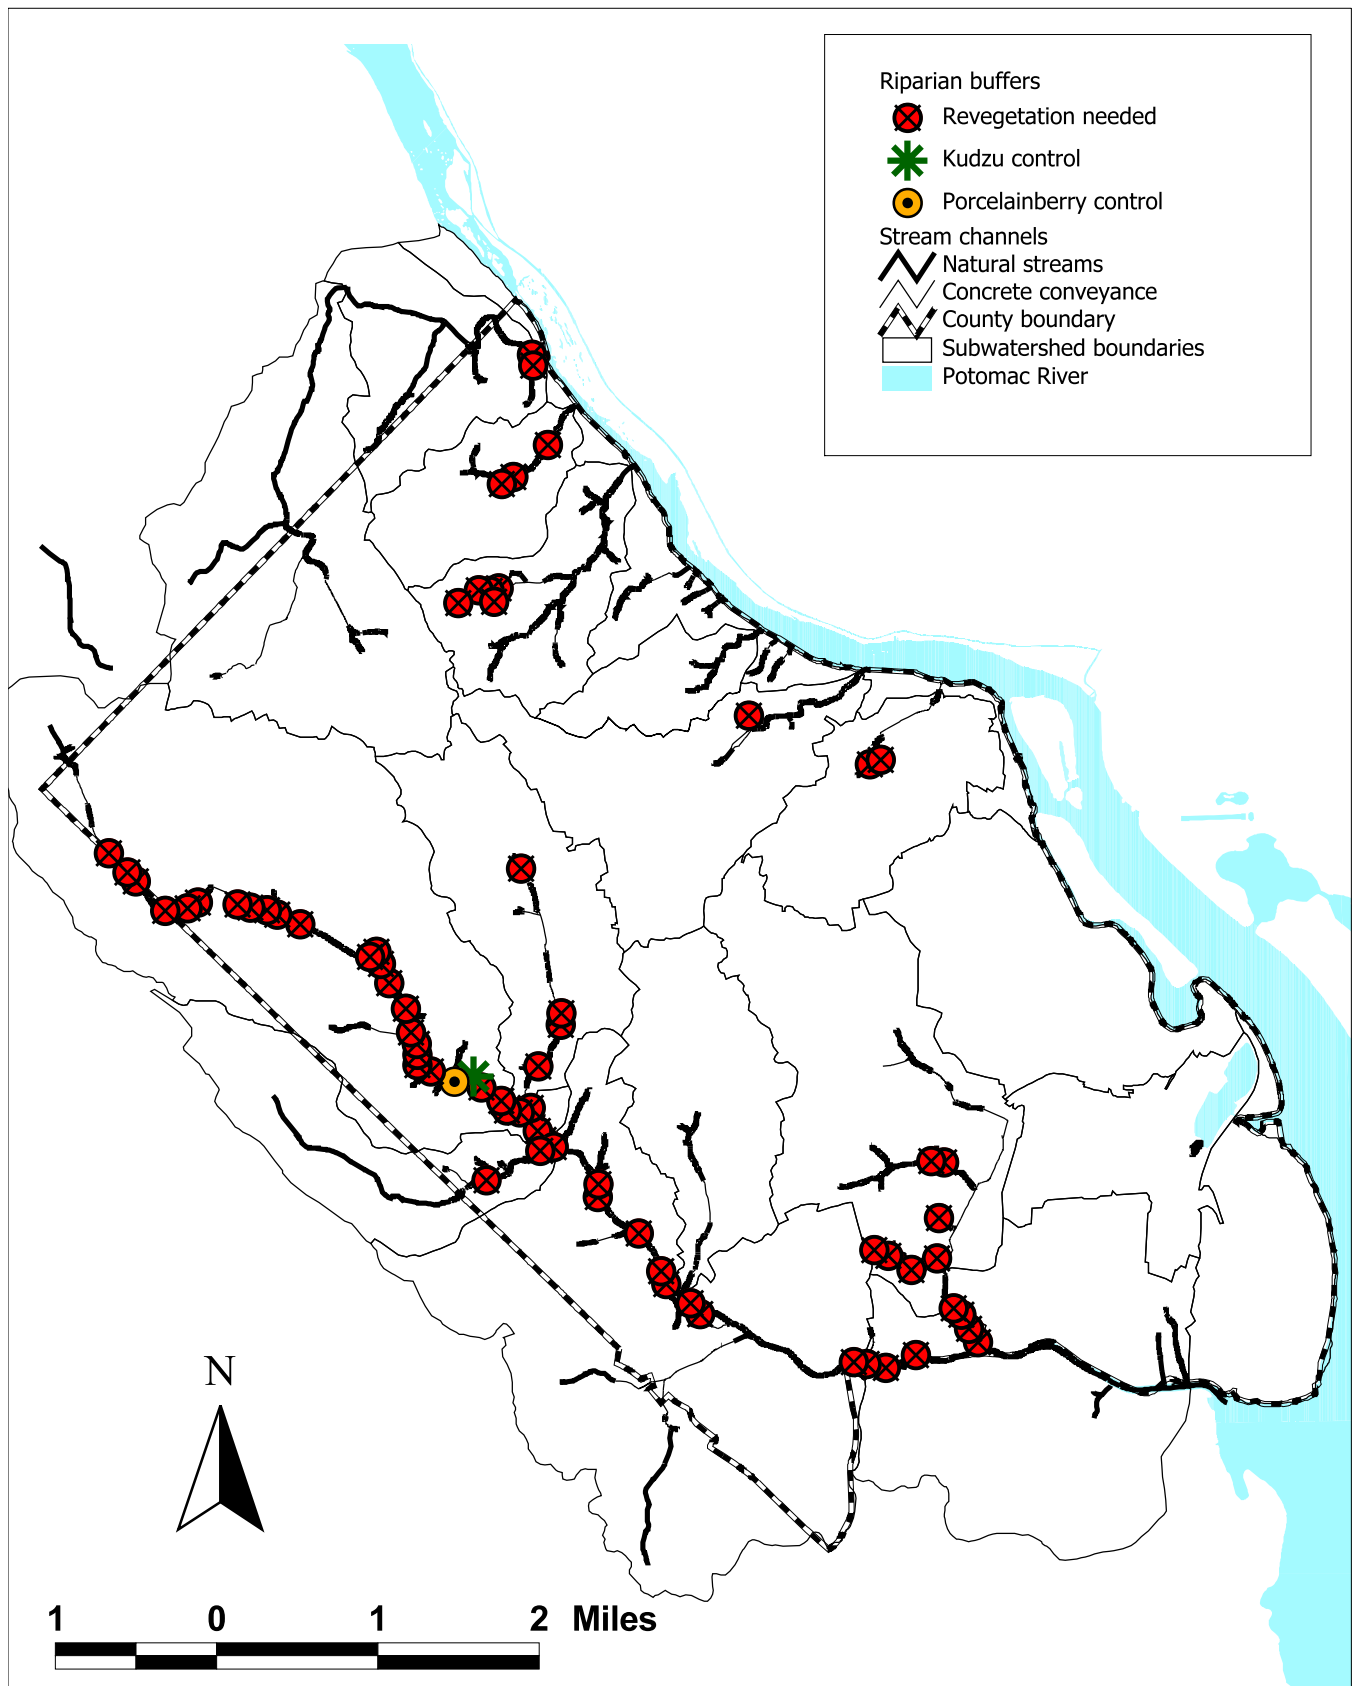 Riparian buffers
Revegetation needed
Kudzu control
Porcelainberry control
Stream channels
Natural streams
Concrete conveyance
County boundary
Subwatershed boundaries
Potomac River
N
1 0 1 2 Miles